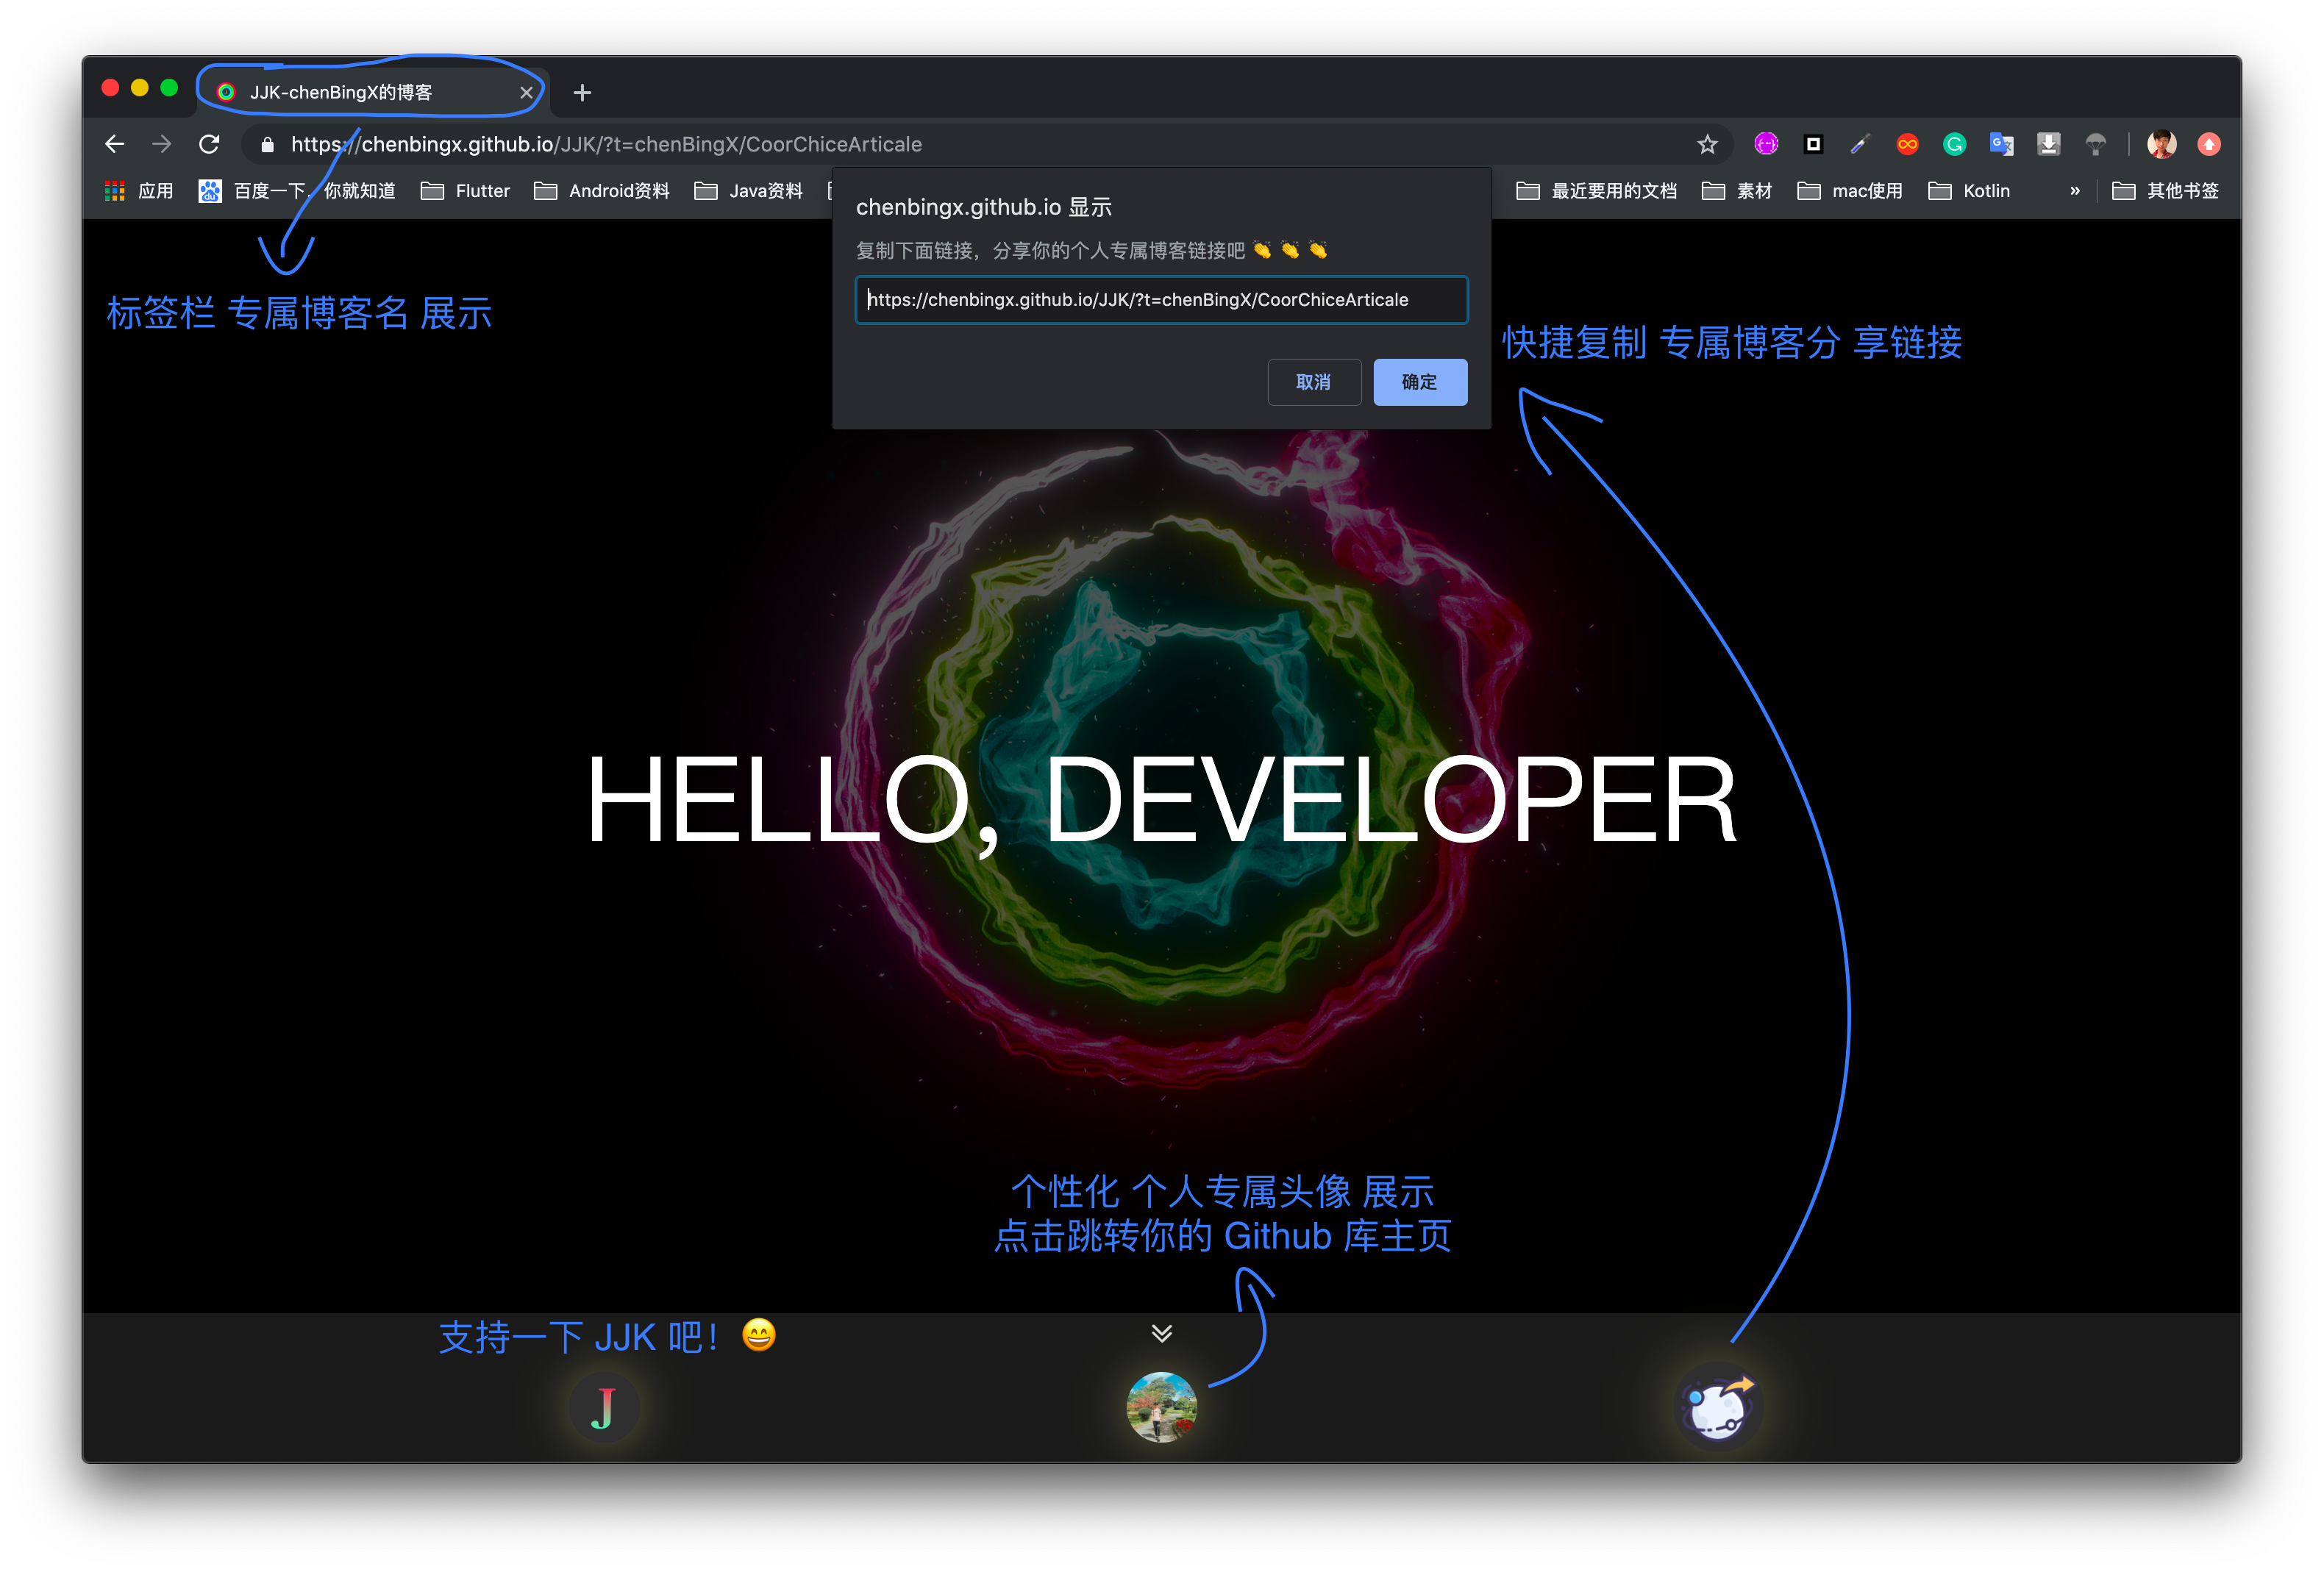 JJK-chenBingX的博客
https://chenbingx.github.io/JJK/?t=chenBingX/CoorChiceArticale
应用 百度一下，你就知道 Flutter Android资料 Java资料 最近要用的文档 素材 mac使用 Kotlin » 其他书签
chenbingx.github.io 显示
复制下面链接，分享你的个人专属博客链接吧 👏 👏 👏
https://chenbingx.github.io/JJK/?t=chenBingX/CoorChiceArticale
取消 确定
标签栏 专属博客名 展示
快捷复制 专属博客分 享链接
HELLO, DEVELOPER
个性化 个人专属头像 展示
点击跳转你的 Github 库主页
支持一下 JJK 吧！😄
J